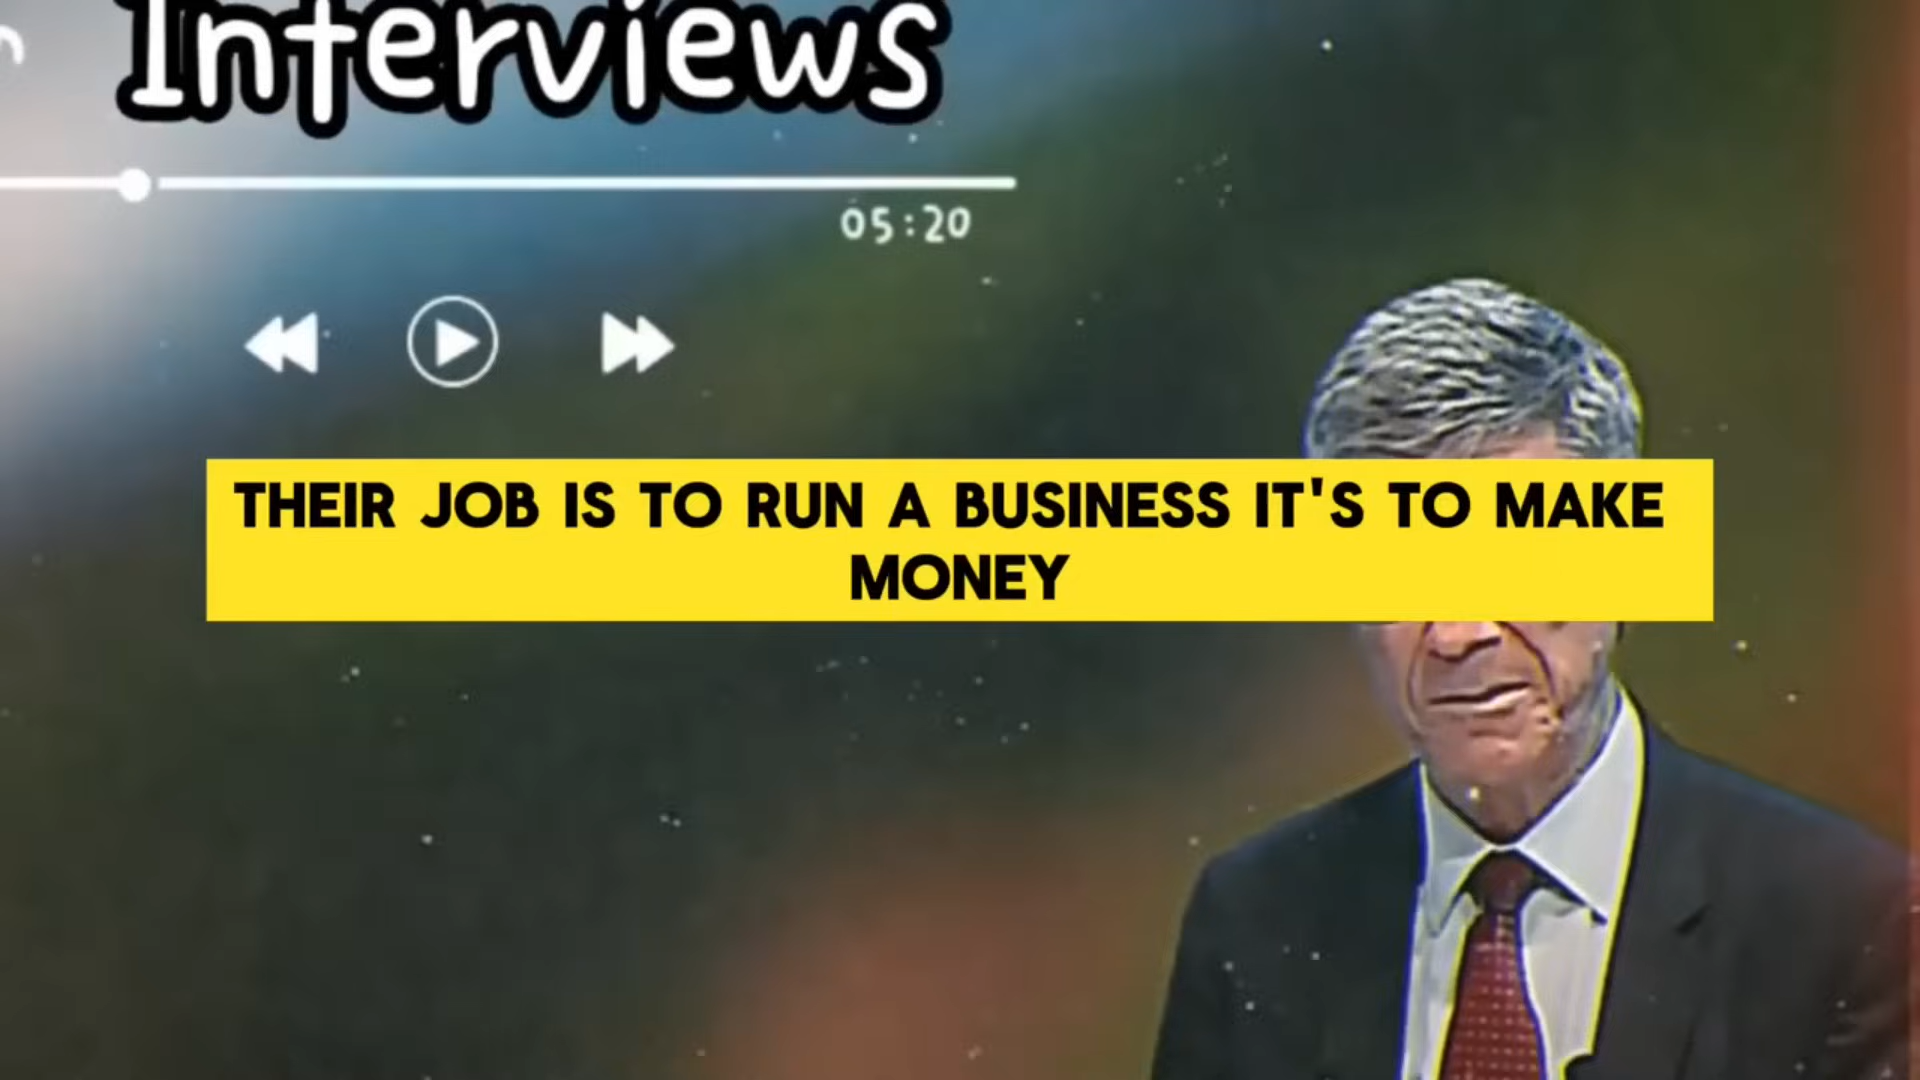 Interviews
05:20
THEIR JOB IS TO RUN A BUSINESS IT'S TO MAKE
MONEY